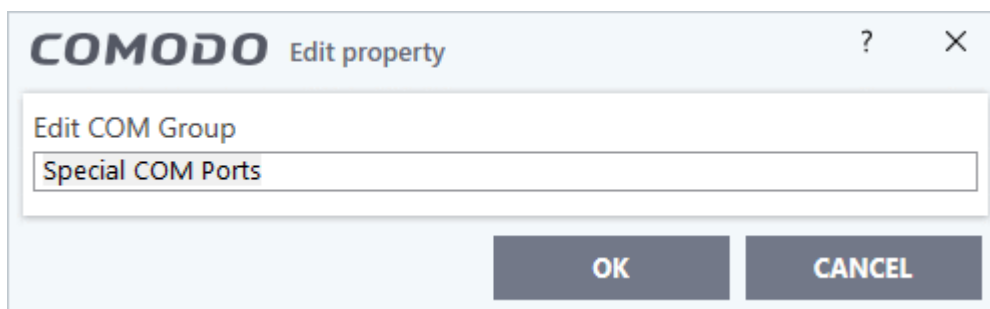 COMODO Edit property ? ×
Edit COM Group
Special COM Ports
OK CANCEL